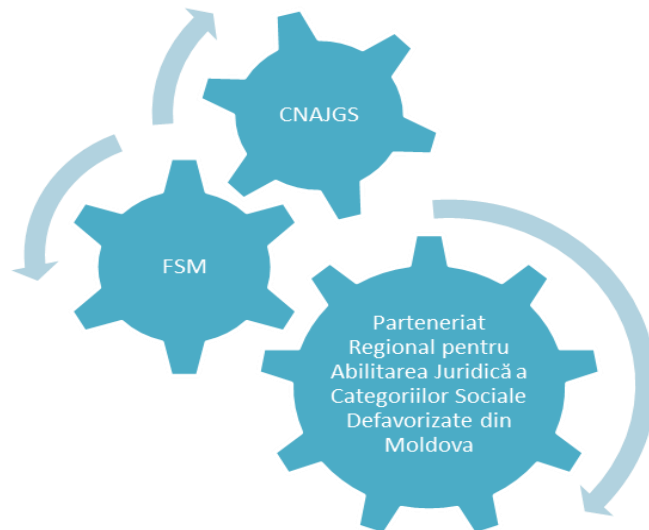 CNAJGS
FSM
Parteneriat
Regional pentru
Abilitarea Juridică a
Categoriilor Sociale
Defavorizate din
Moldova